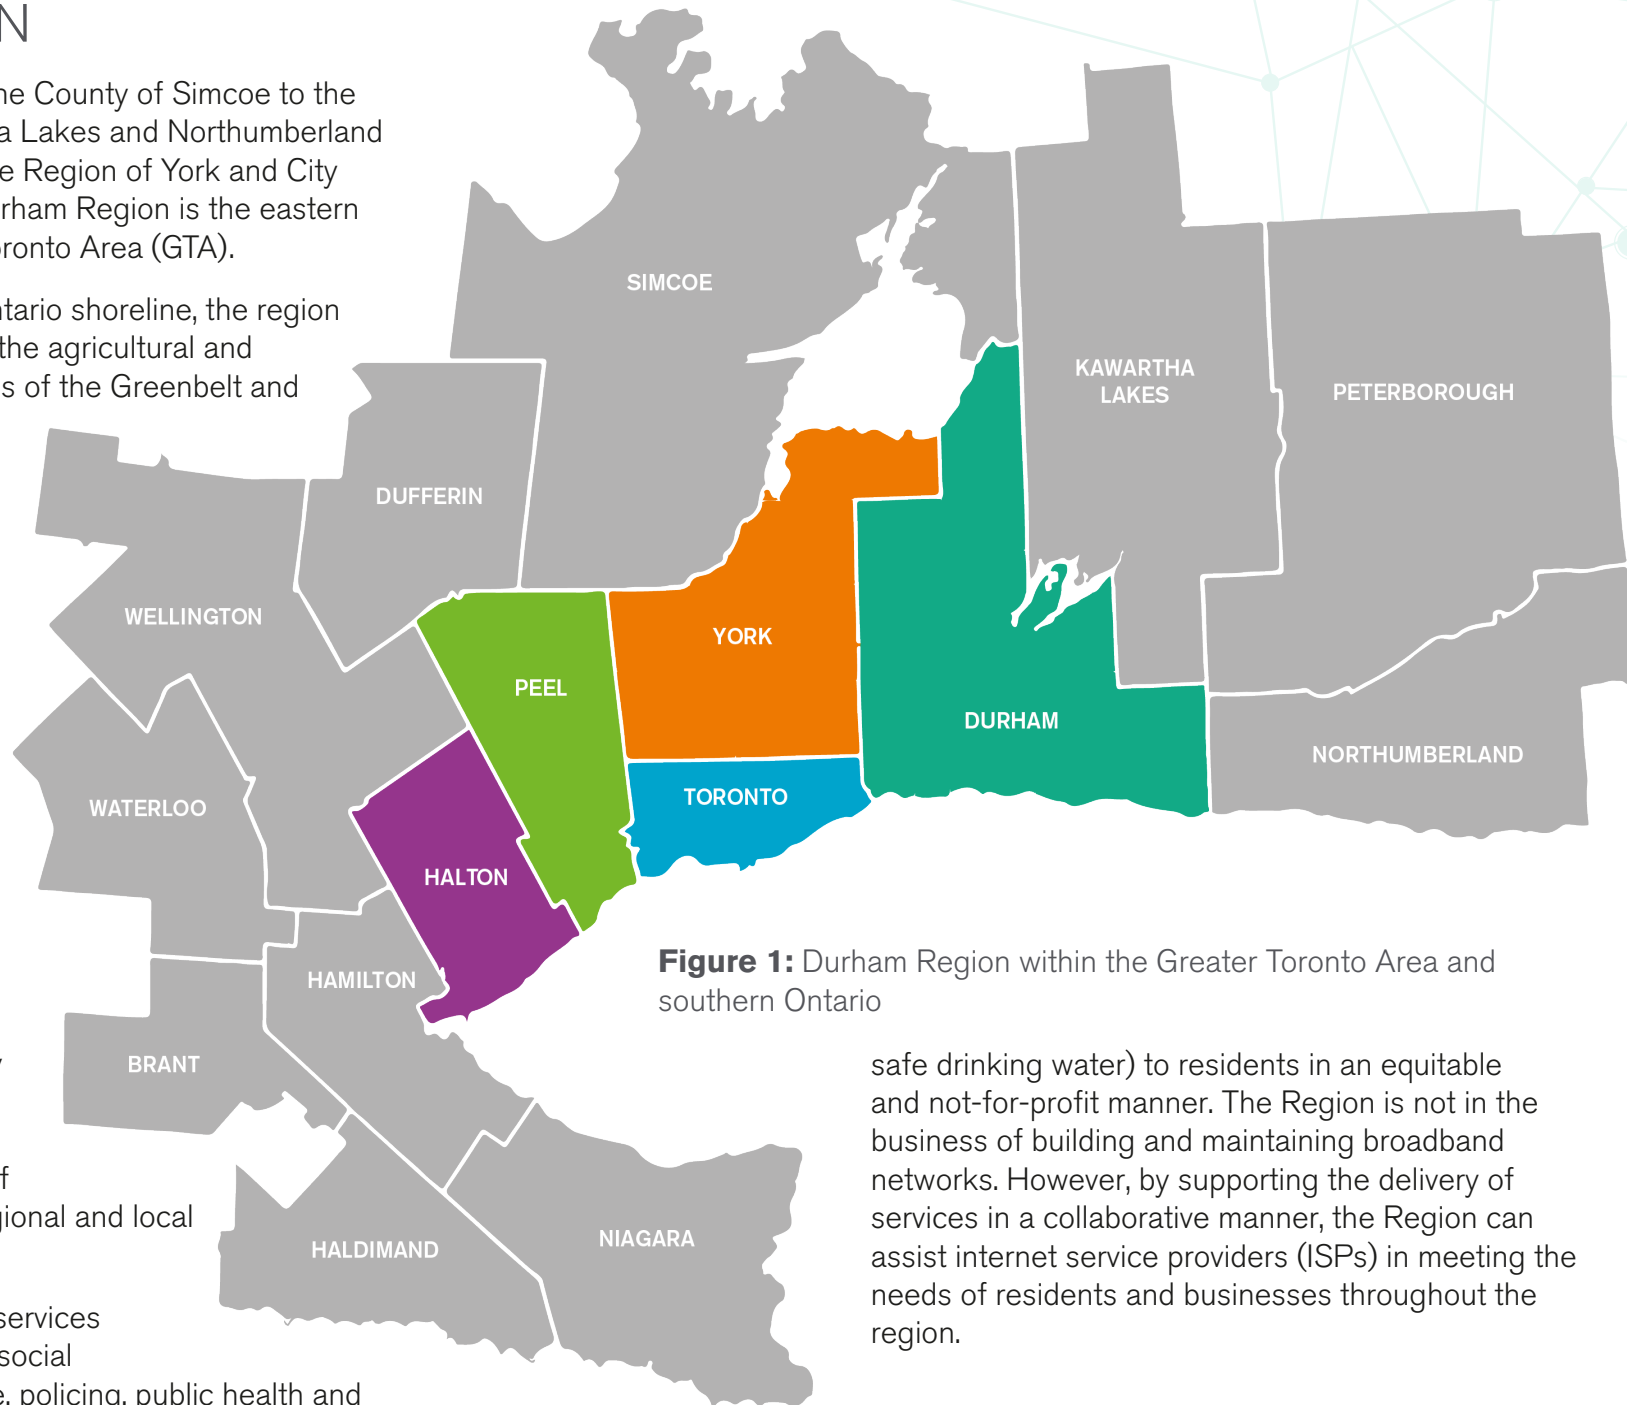 N
ne County of Simcoe to the
a Lakes and Northumberland
e Region of York and City
rham Region is the eastern
oronto Area (GTA).
ntario shoreline, the region
the agricultural and
s of the Greenbelt and
SIMCOE
KAWARTHA
LAKES
PETERBOROUGH
DUFFERIN
WELLINGTON
YORK
PEEL
DURHAM
NORTHUMBERLAND
TORONTO
WATERLOO
HALTON
HAMILTON
BRANT
HALDIMAND
NIAGARA
Figure 1: Durham Region within the Greater Toronto Area and
southern Ontario
y
f
gional and local
services
social
e, policing, public health and
safe drinking water) to residents in an equitable
and not-for-profit manner. The Region is not in the
business of building and maintaining broadband
networks. However, by supporting the delivery of
services in a collaborative manner, the Region can
assist internet service providers (ISPs) in meeting the
needs of residents and businesses throughout the
region.